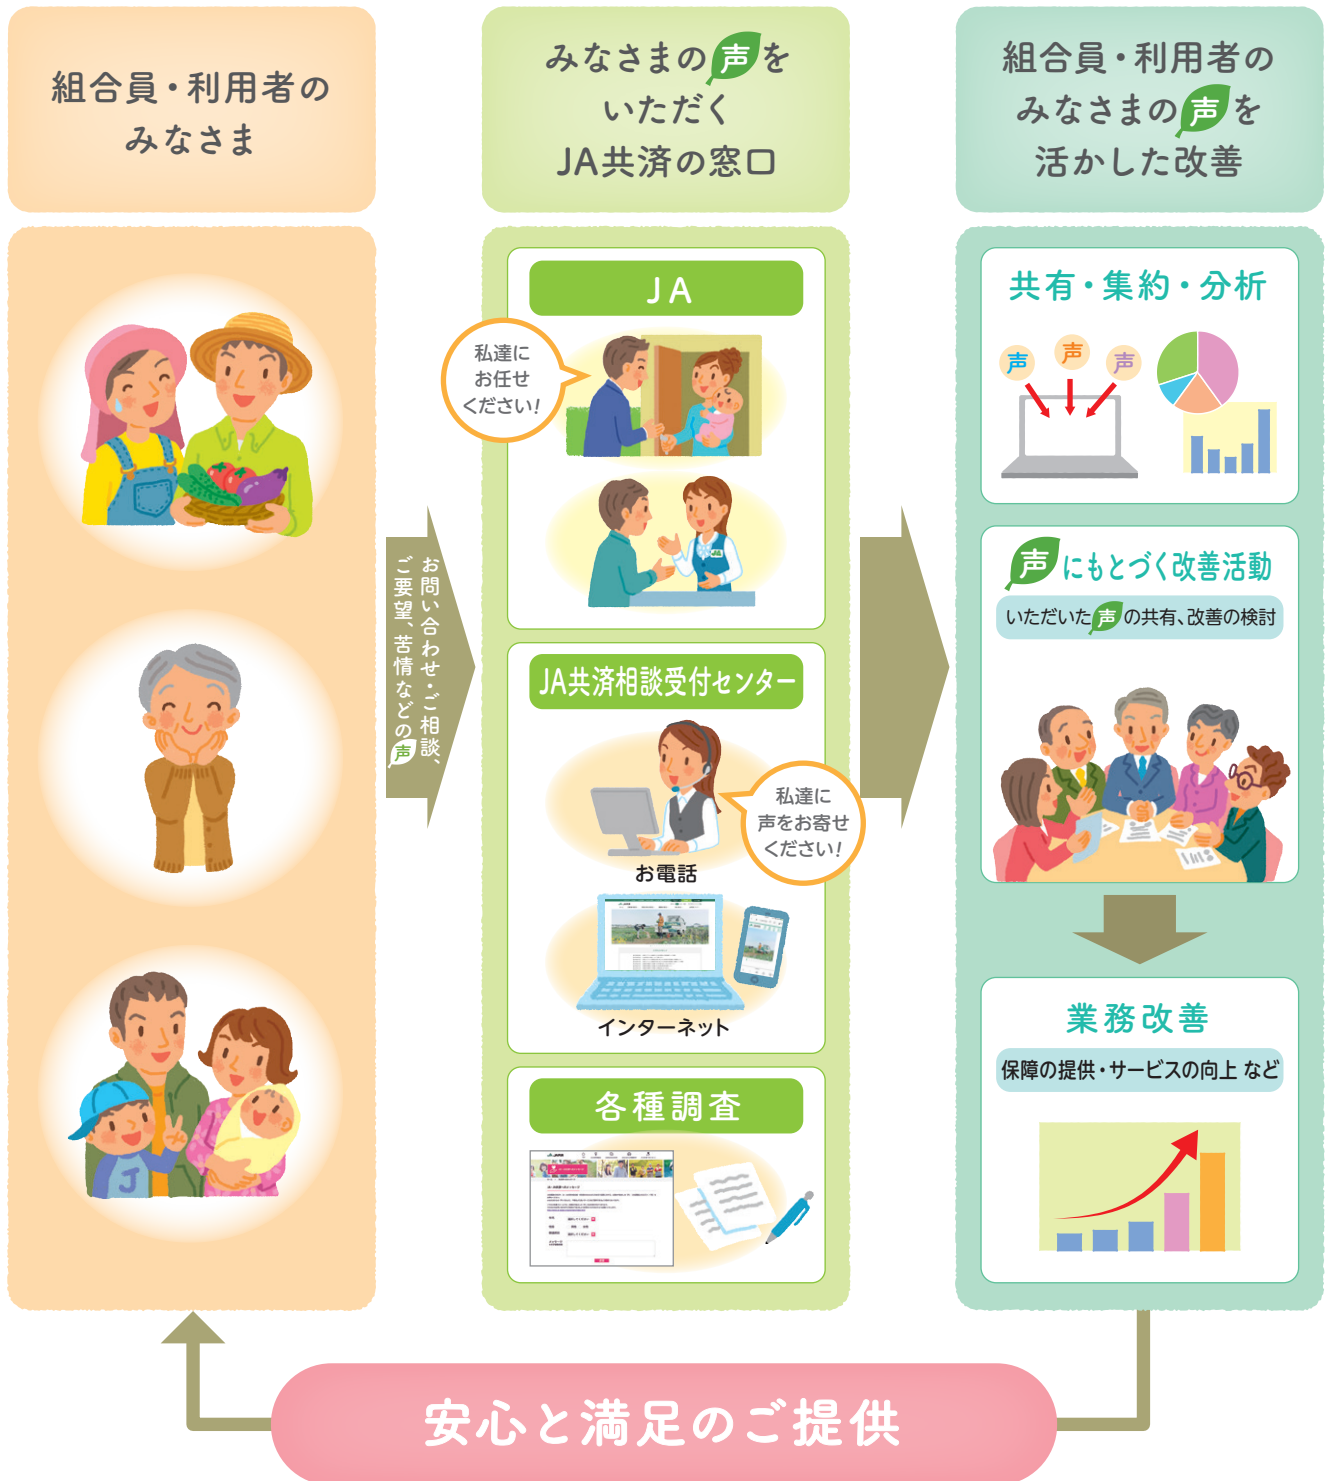 組合員・利用者の
みなさま
お問い合わせ・ご相談、
ご要望、苦情などの声
みなさまの声を
いただく
JA共済の窓口
JA
私達に
お任せ
ください!
JA
JA共済相談受付センター
私達に
声をお寄せ
ください!
お電話
インターネット
各種調査
組合員・利用者の
みなさまの声を
活かした改善
共有・集約・分析
声
声
声
声にもとづく改善活動
いただいた声の共有、改善の検討
業務改善
保障の提供・サービスの向上 など
J
安心と満足のご提供